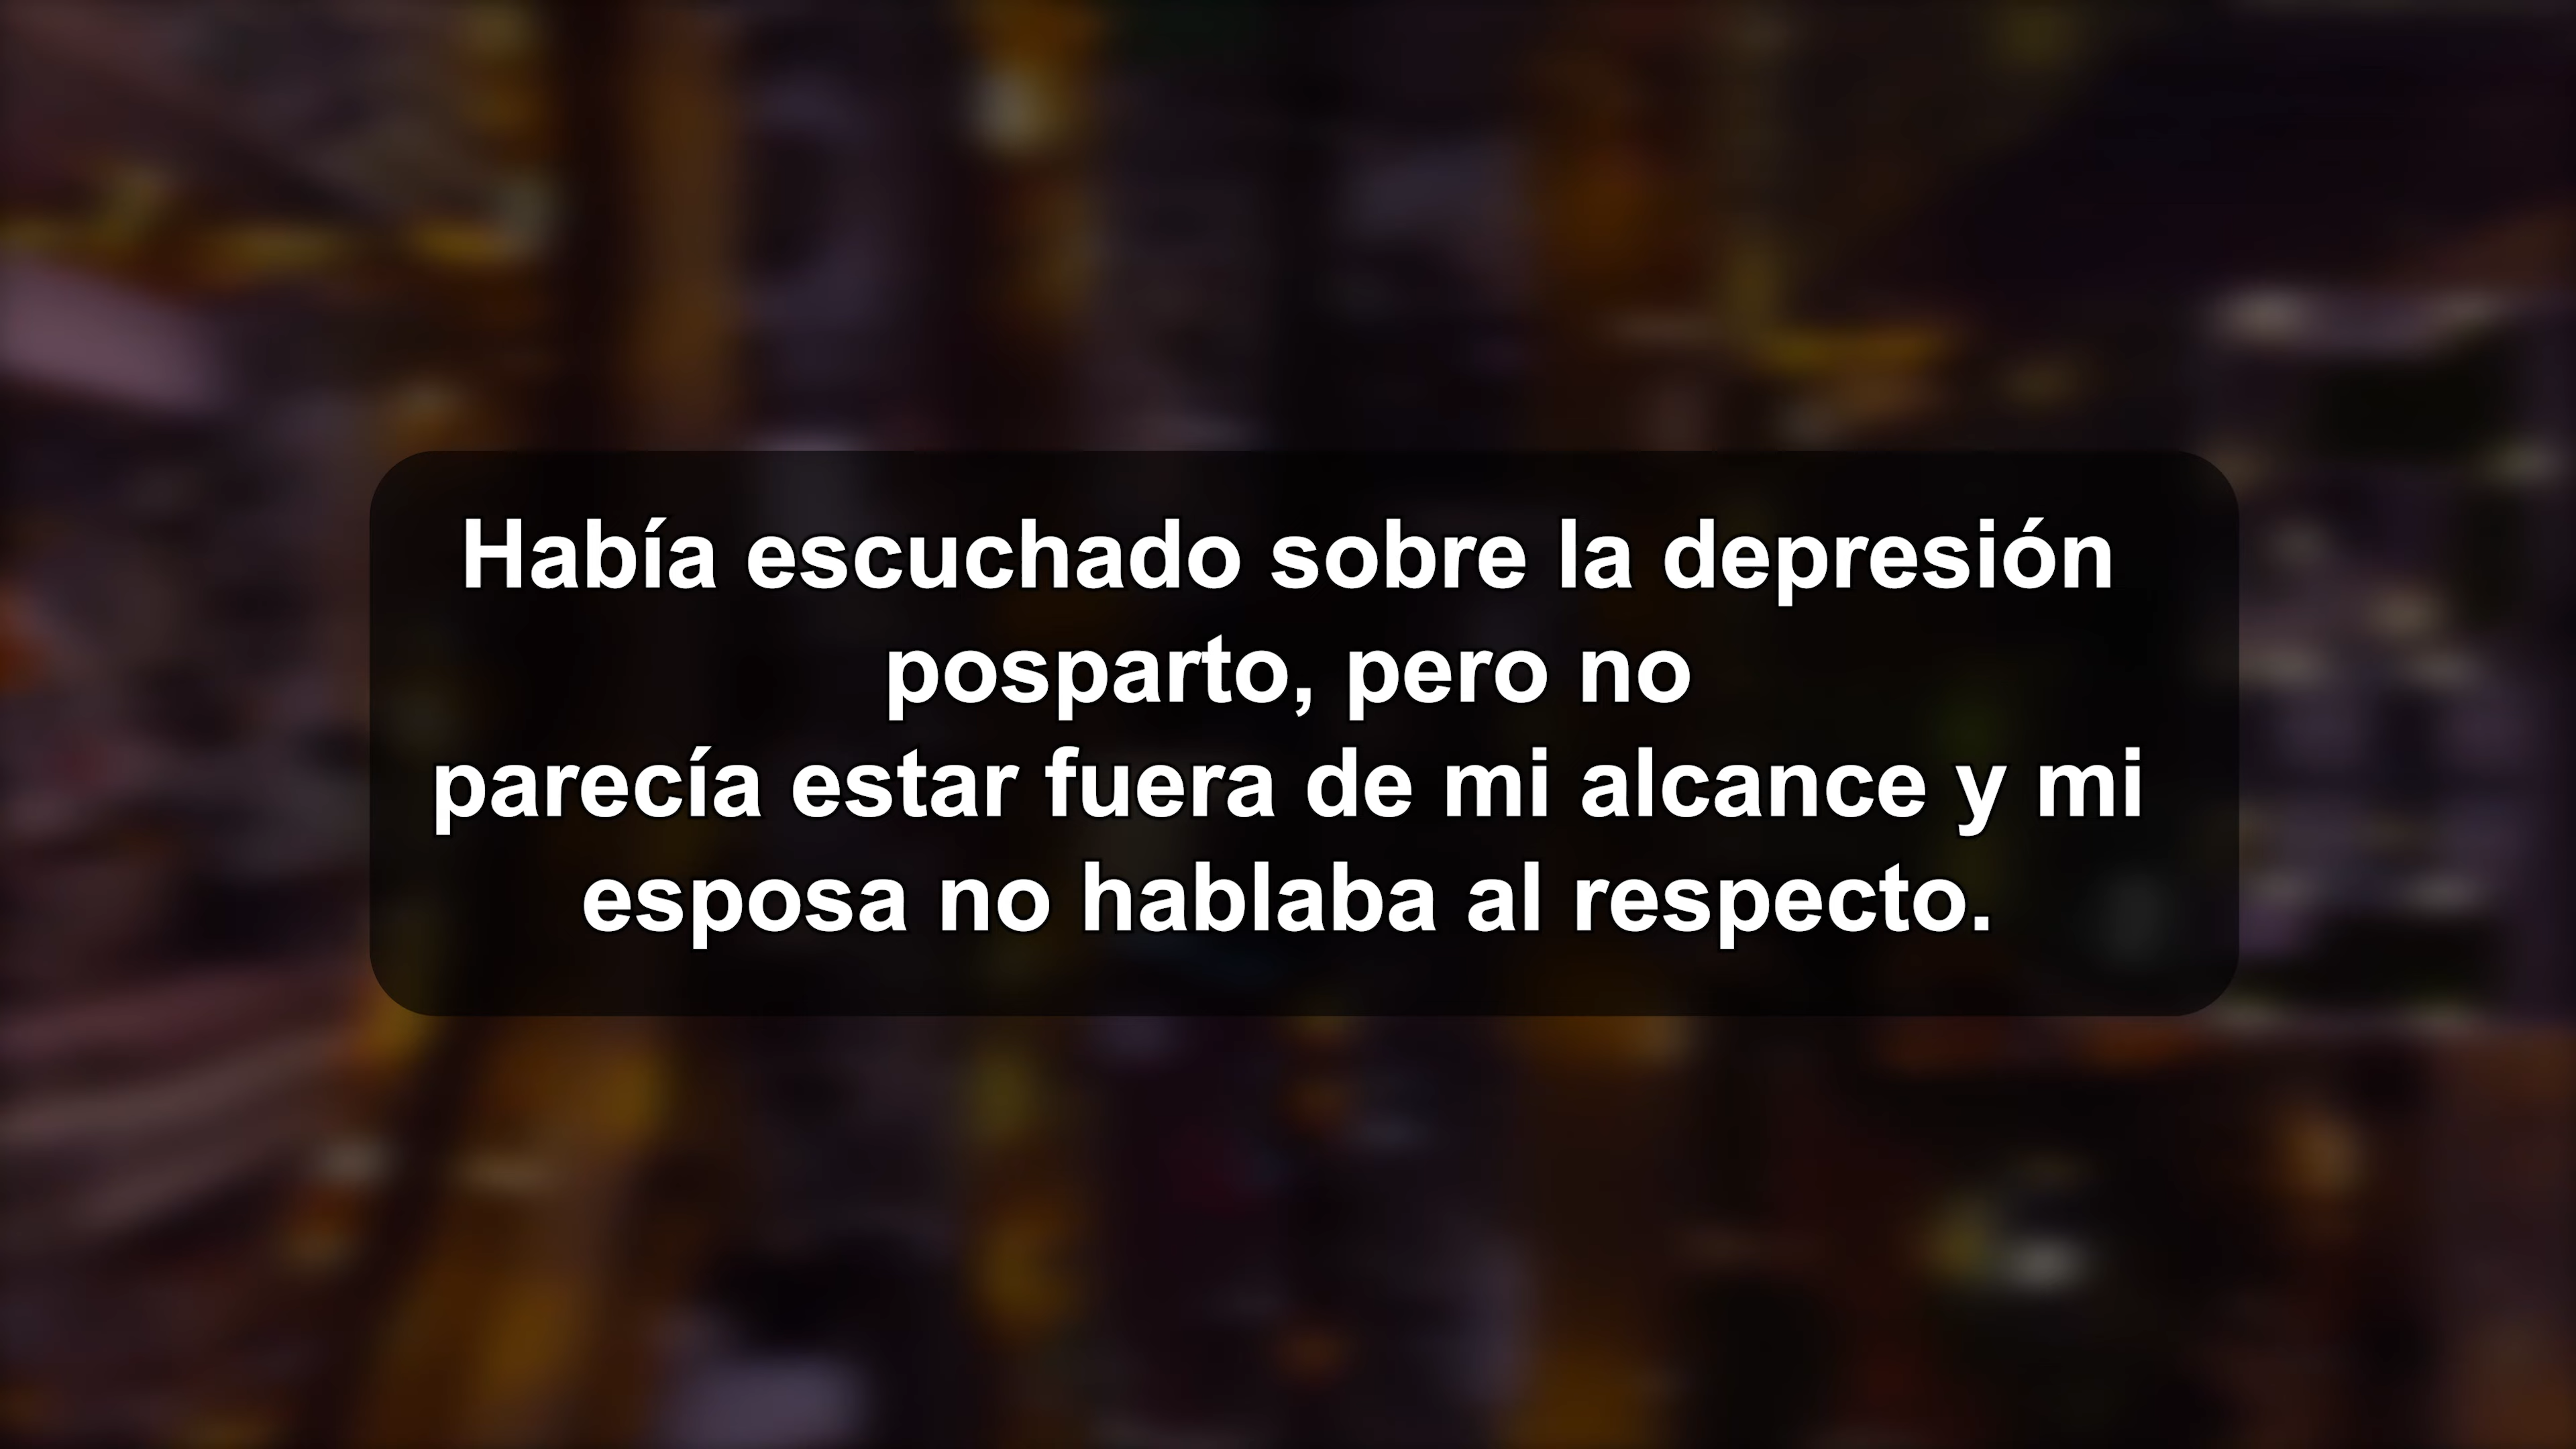 Había escuchado sobre la depresión
posparto, pero no
parecía estar fuera de mi alcance y mi
esposa no hablaba al respecto.